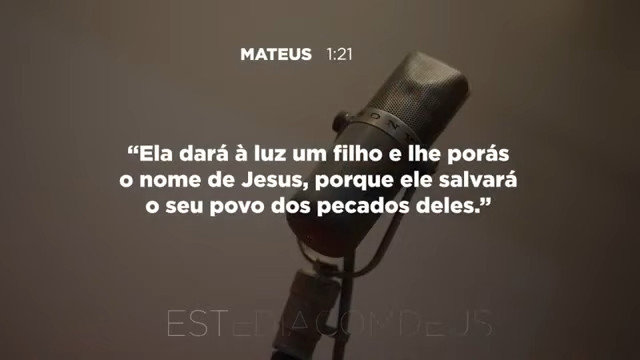 MATEUS 1:21
“Ela dará à luz um filho e lhe porás
o nome de Jesus, porque ele salvará
o seu povo dos pecados deles.”
ESTEDIACOMDEUS